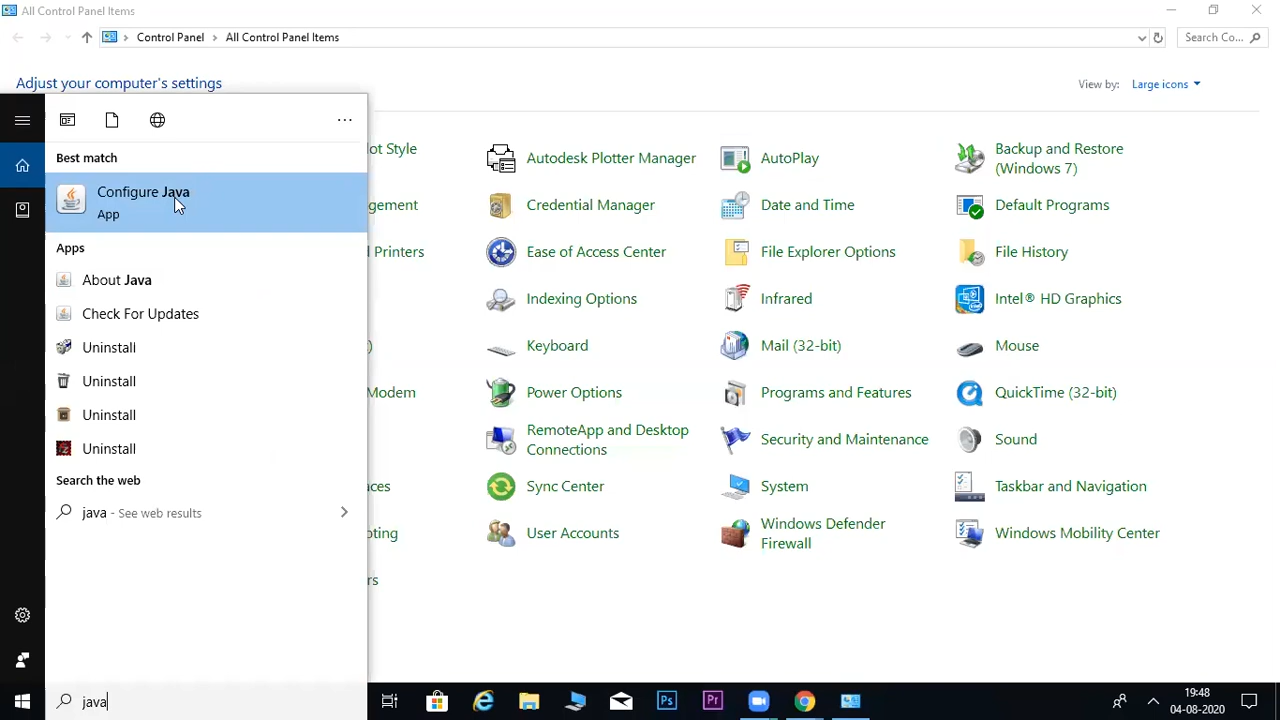 All Control Panel Items
Control Panel
All Control Panel Items
Search Co...
Adjust your computer's settings
View by:
Large icons
Best match
Configure Java
App
Apps
About Java
Check For Updates
Uninstall
Uninstall
Uninstall
Uninstall
Search the web
java - See web results
java
lot Style
gement
Printers
)
Modem
aces
oting
rs
Autodesk Plotter Manager
Credential Manager
Ease of Access Center
Indexing Options
Keyboard
Power Options
RemoteApp and Desktop
Connections
Sync Center
User Accounts
AutoPlay
Date and Time
File Explorer Options
Infrared
Mail (32-bit)
Programs and Features
Security and Maintenance
System
Windows Defender
Firewall
Backup and Restore
(Windows 7)
Default Programs
File History
Intel® HD Graphics
Mouse
QuickTime (32-bit)
Sound
Taskbar and Navigation
Windows Mobility Center
Ps
Pr
19:48
04-08-2020